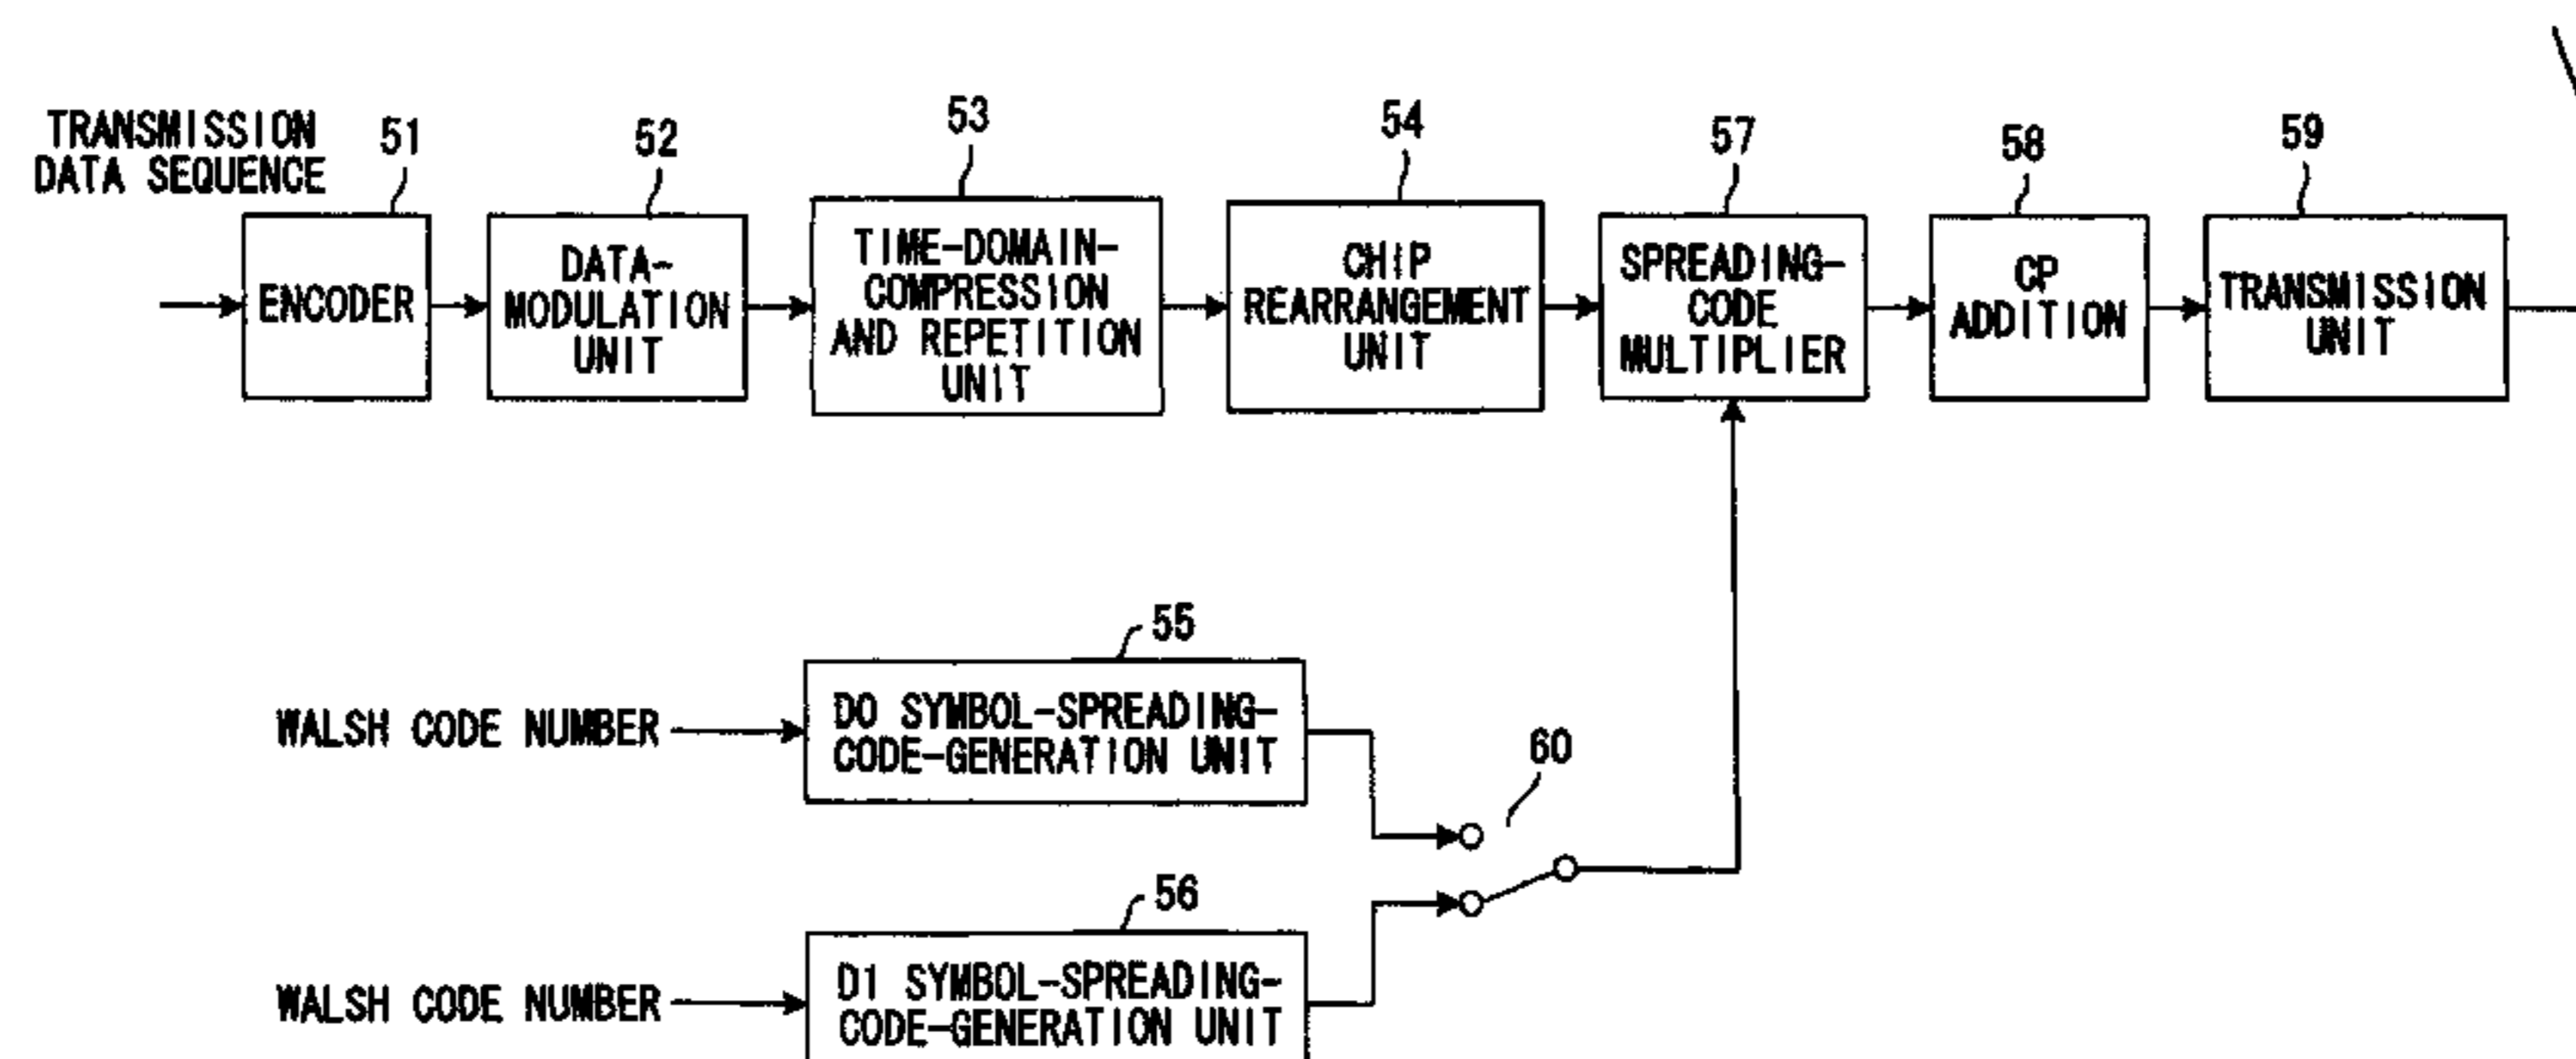 TRANSMISSION
DATA SEQUENCE
51
52
53
54
57
58
59
ENCODER
DATA-
MODULATION
UNIT
TIME-DOMAIN-
COMPRESSION
AND REPETITION
UNIT
CHIP
REARRANGEMENT
UNIT
SPREADING-
CODE
MULTIPLIER
CP
ADDITION
TRANSMISSION
UNIT
55
WALSH CODE NUMBER
D0 SYMBOL-SPREADING-
CODE-GENERATION UNIT
60
56
WALSH CODE NUMBER
D1 SYMBOL-SPREADING-
CODE-GENERATION UNIT